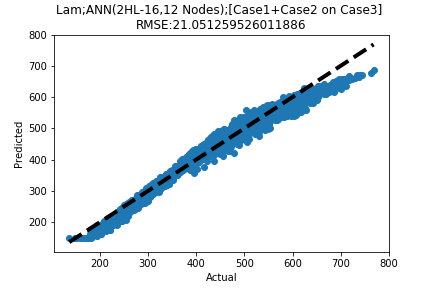 Lam;ANN(2HL-16,12 Nodes);[Case1+Case2 on Case3]
RMSE:21.051259526011886
800
700
600
500
400
300
200
Predicted
200 300 400 500 600 700 800
Actual